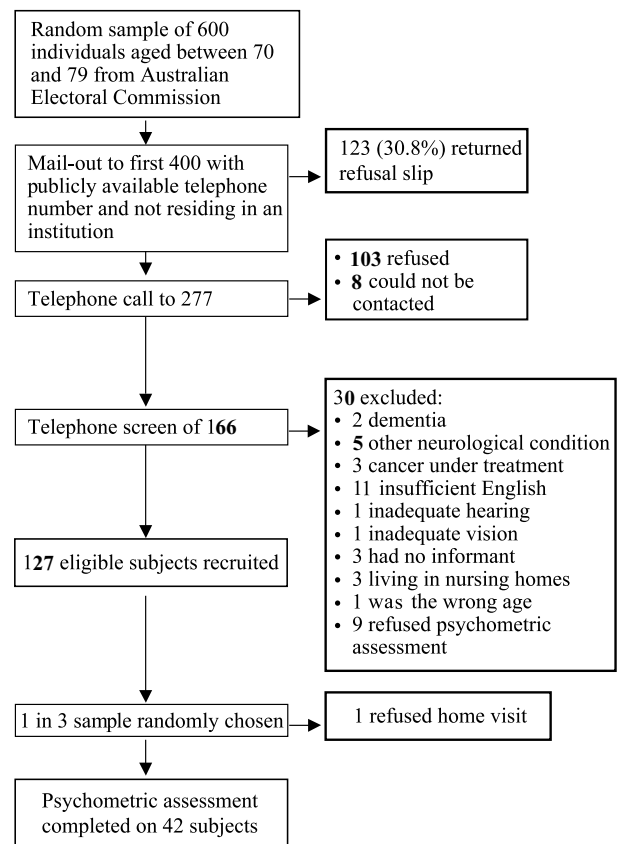 Random sample of 600
individuals aged between 70
and 79 from Australian
Electoral Commission
Mail-out to first 400 with
publicly available telephone
number and not residing in an
institution
123 (30.8%) returned
refusal slip
Telephone call to 277
• 103 refused
• 8 could not be
contacted
Telephone screen of 166
30 excluded:
• 2 dementia
• 5 other neurological condition
• 3 cancer under treatment
• 11 insufficient English
• 1 inadequate hearing
• 1 inadequate vision
• 3 had no informant
• 3 living in nursing homes
• 1 was the wrong age
• 9 refused psychometric
assessment
127 eligible subjects recruited
1 in 3 sample randomly chosen
1 refused home visit
Psychometric assessment
completed on 42 subjects